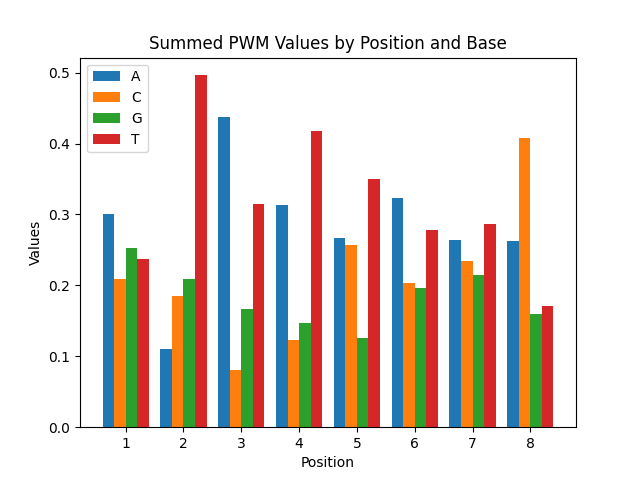 Summed PWM Values by Position and Base
A
C
G
T
0.5
0.4
0.3
0.2
0.1
0.0
Values
1 2 3 4 5 6 7 8
Position